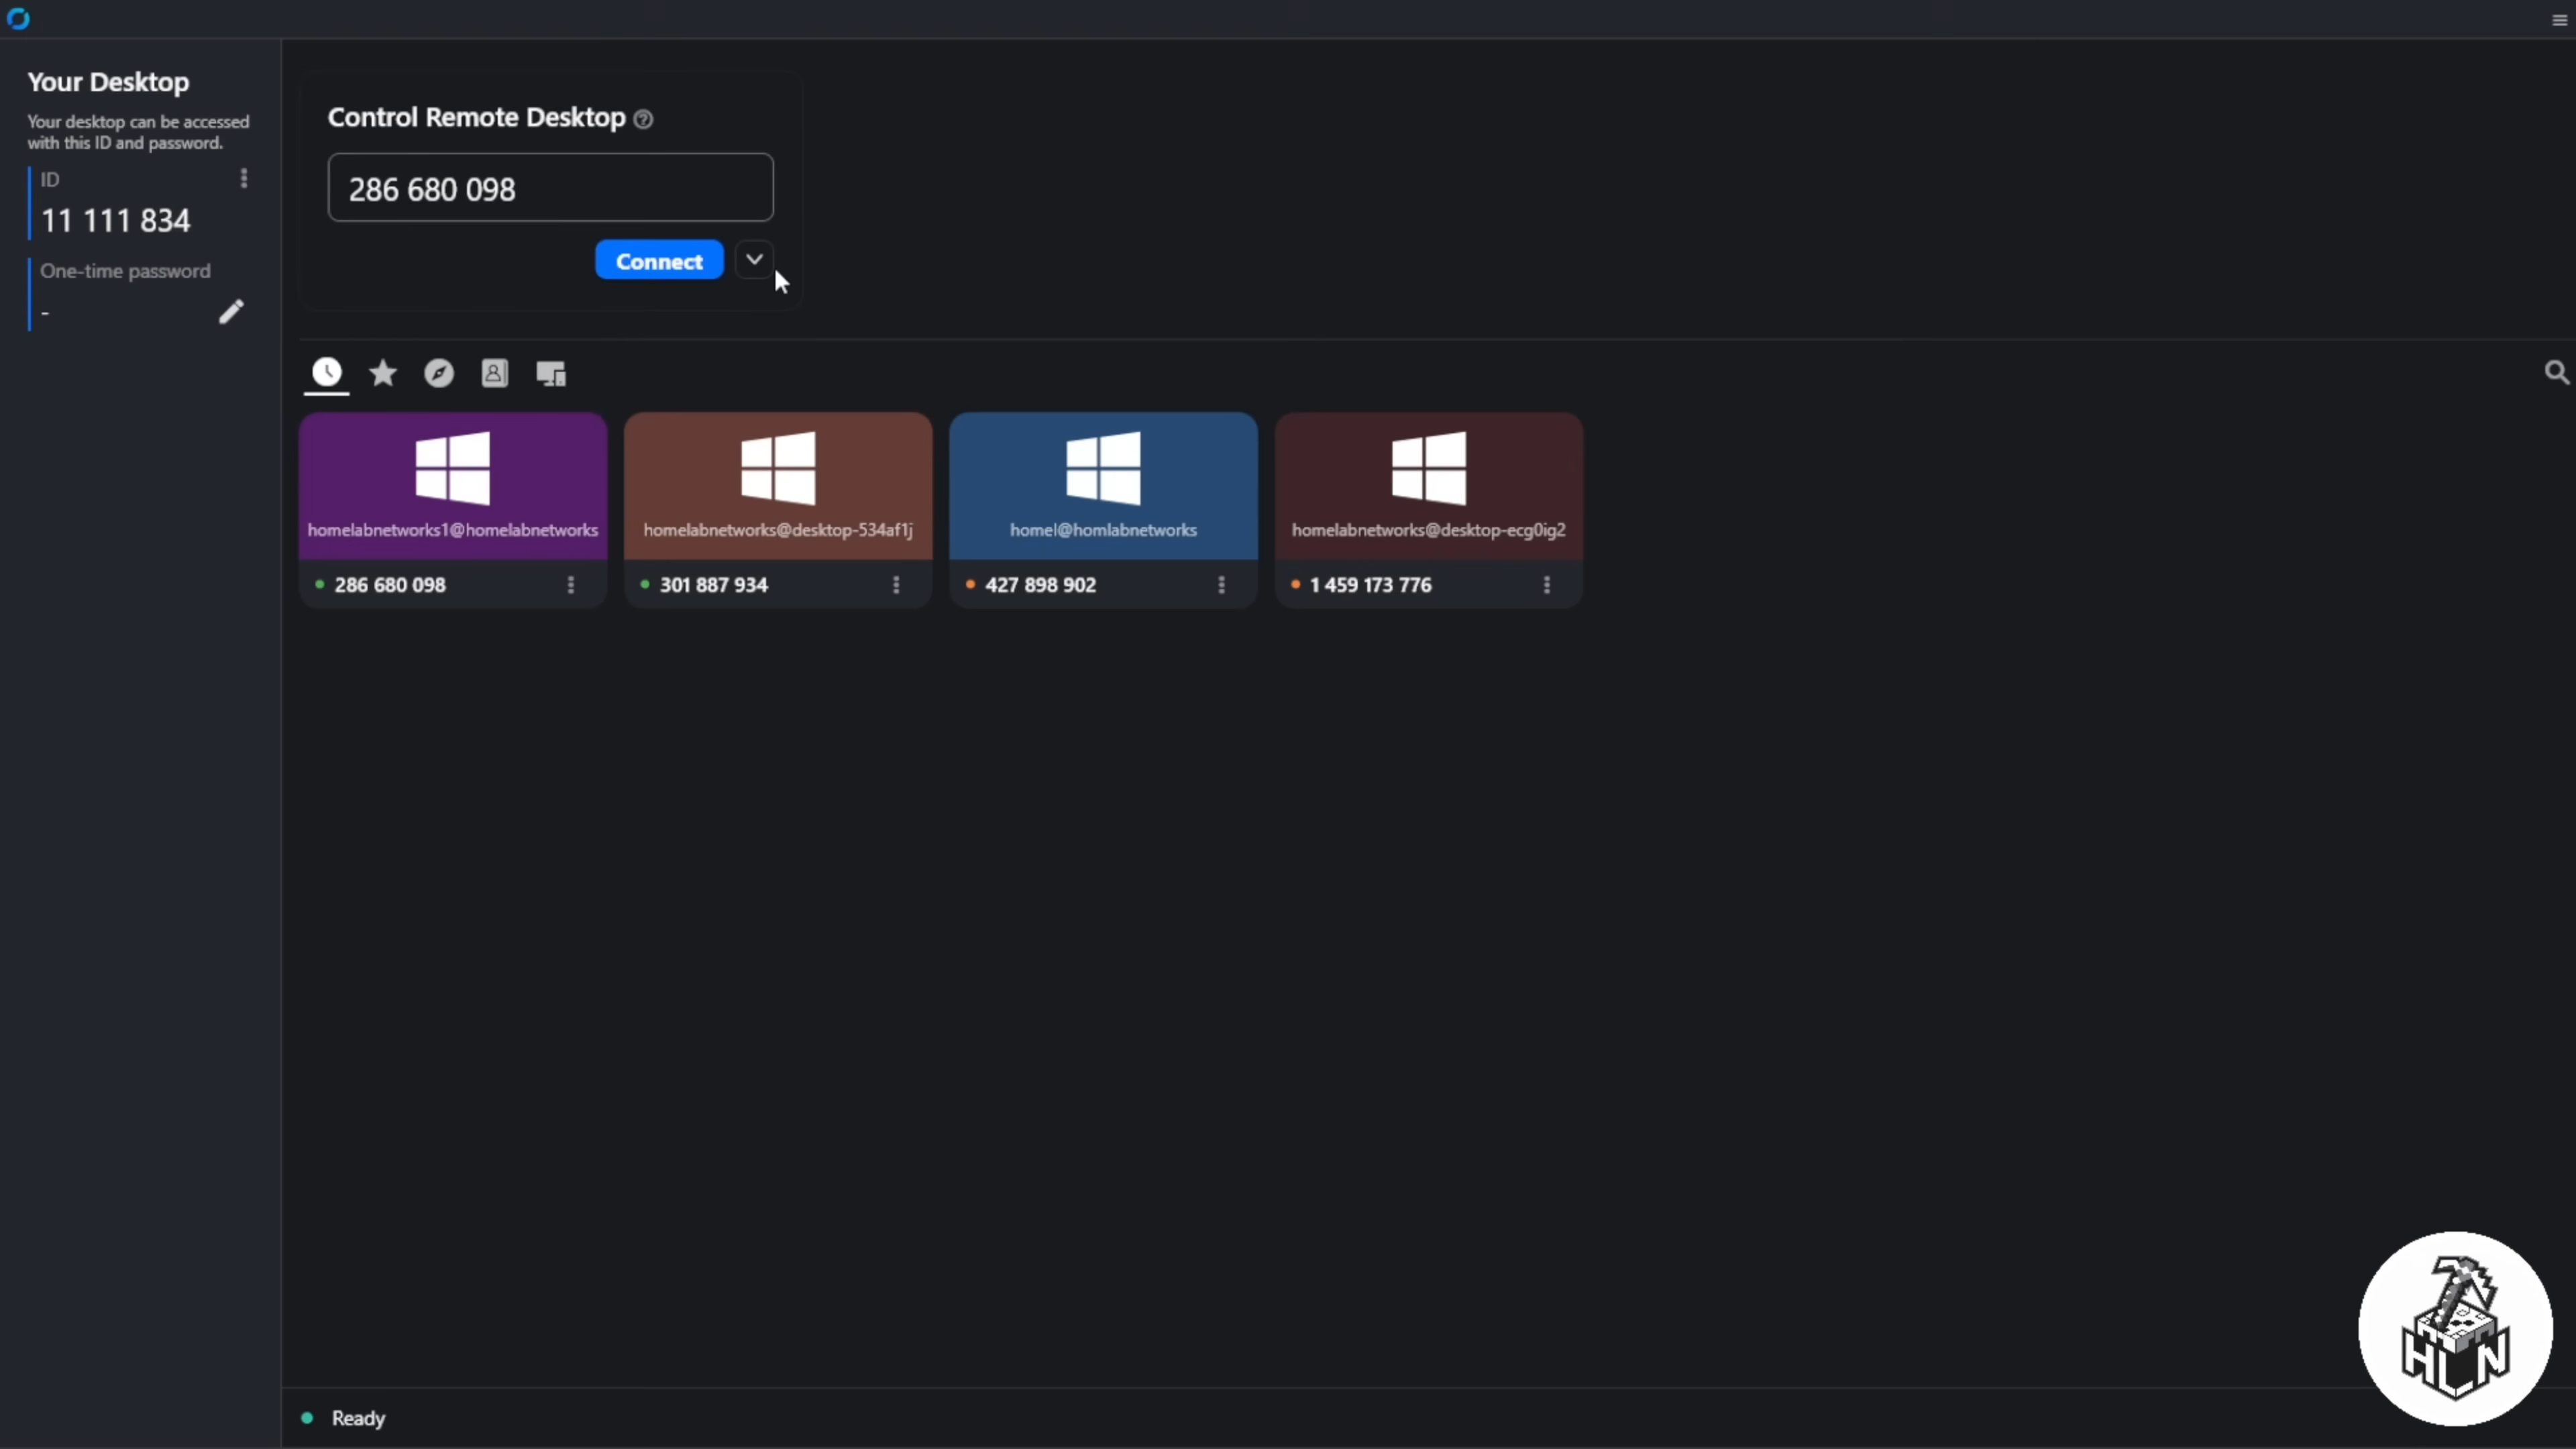 Your Desktop
Your desktop can be accessed
with this ID and password.
ID
11 111 834
One-time password
-
Control Remote Desktop
286 680 098
Connect
homelabnetworks1@homelabnetworks
286 680 098
homelabnetworks@desktop-534af1j
301 887 934
homel@homlabnetworks
427 898 902
homelabnetworks@desktop-ecg0ig2
1 459 173 776
Ready
HLN